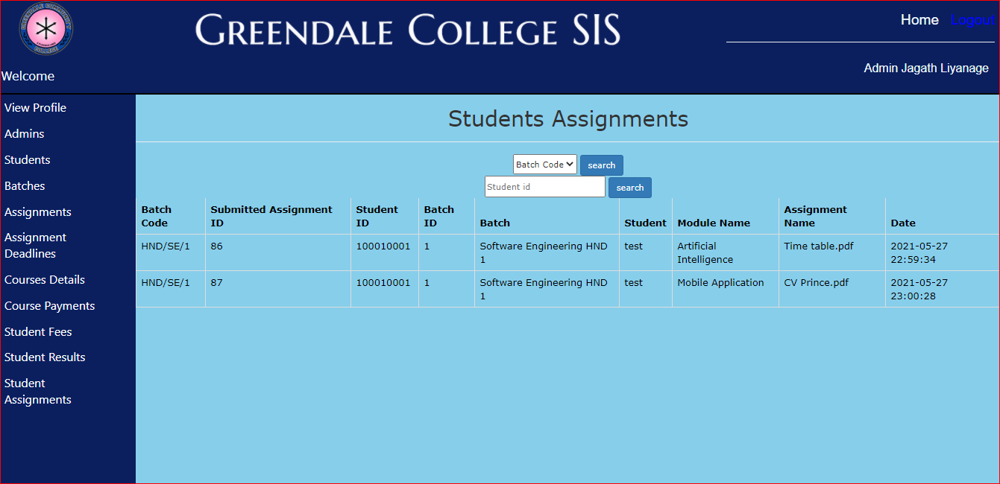 GREENDALE COMMUNITY
COLLEGE
GREENDALE COLLEGE SIS
Home Logout
Welcome
Admin Jagath Liyanage
View Profile
Admins
Students
Batches
Assignments
Assignment
Deadlines
Courses Details
Course Payments
Student Fees
Student Results
Student
Assignments
Students Assignments
Batch Code search
Student id search
Batch Code Submitted Assignment ID Student ID Batch ID Batch Student Module Name Assignment Name Date
HND/SE/1 86 100010001 1 Software Engineering HND 1 test Artificial Intelligence Time table.pdf 2021-05-27 22:59:34
HND/SE/1 87 100010001 1 Software Engineering HND 1 test Mobile Application CV Prince.pdf 2021-05-27 23:00:28